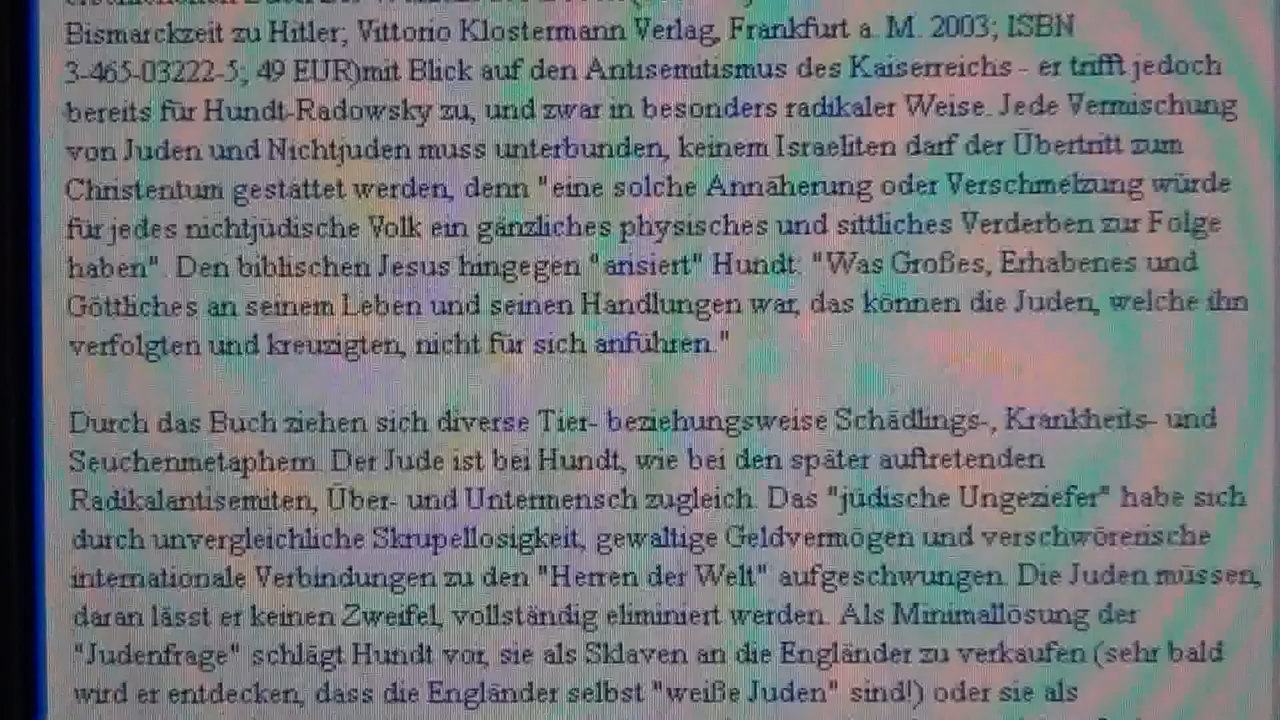 Bismarckzeit zu Hitler; Vittorio Klostermann Verlag, Frankfurt a. M. 2003; ISBN
3-465-03222-5; 49 EUR)mit Blick auf den Antisemitismus des Kaiserreichs - er trifft jedoch
bereits für Hundt-Radowsky zu, und zwar in besonders radikaler Weise. Jede Vermischung
von Juden und Nichtjuden muss unterbunden, keinem Israeliten darf der Übertritt zum
Christentum gestattet werden, denn "eine solche Annäherung oder Verschmelzung würde
für jedes nichtjüdische Volk ein gänzliches physisches und sittliches Verderben zur Folge
haben". Den biblischen Jesus hingegen "arisiert" Hundt: "Was Großes, Erhabenes und
Göttliches an seinem Leben und seinen Handlungen war, das können die Juden, welche ihn
verfolgten und kreuzigten, nicht für sich anführen."
Durch das Buch ziehen sich diverse Tier- beziehungsweise Schädlings-, Krankheits- und
Seuchenmetaphern. Der Jude ist bei Hundt, wie bei den später auftretenden
Radikalantisemiten, Über- und Untermensch zugleich. Das "jüdische Ungeziefer" habe sich
durch unvergleichliche Skrupellosigkeit, gewaltige Geldvermögen und verschwörerische
internationale Verbindungen zu den "Herren der Welt" aufgeschwungen. Die Juden müssen,
daran lässt er keinen Zweifel, vollständig eliminiert werden. Als Minimallösung der
"Judenfrage" schlägt Hundt vor, sie als Sklaven an die Engländer zu verkaufen (sehr bald
wird er entdecken, dass die Engländer selbst "weiße Juden" sind!) oder sie als